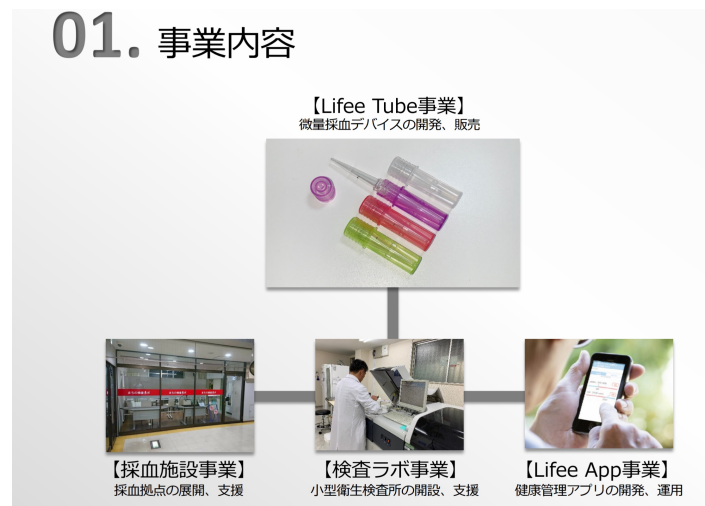 01. 事業内容
【Lifee Tube事業】
微量採血デバイスの開発、販売
【採血施設事業】
採血拠点の展開、支援
【検査ラボ事業】
小型衛生検査所の開設、支援
【Lifee App事業】
健康管理アプリの開発、運用